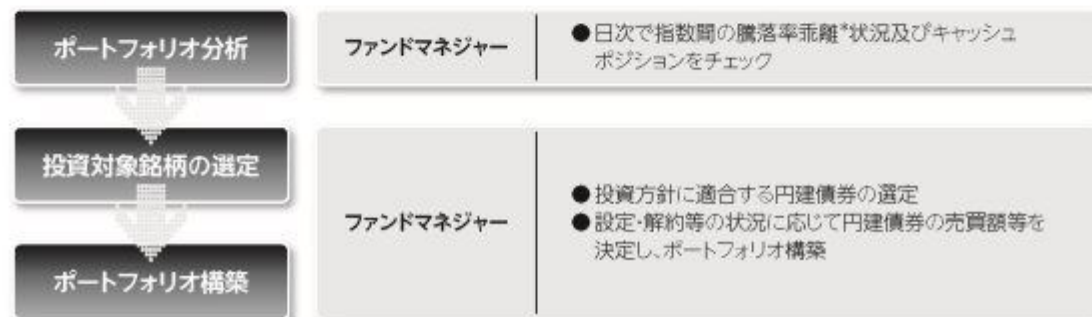 ポートフォリオ分析
ファンドマネジャー
●日次で指数間の騰落率乖離*状況及びキャッシュ
ポジションをチェック
投資対象銘柄の選定
ファンドマネジャー
●投資方針に適合する円建債券の選定
●設定・解約等の状況に応じて円建債券の売買額等を
決定し、ポートフォリオ構築
ポートフォリオ構築